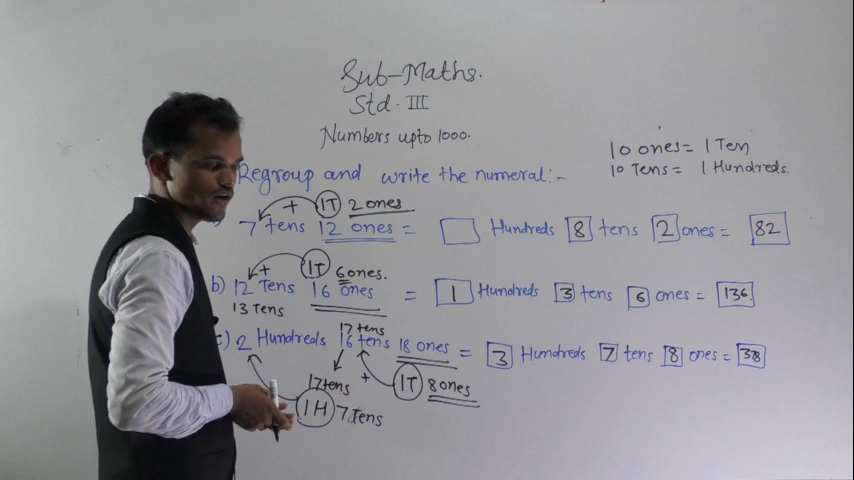 Sub-Maths.
Std. III
Numbers upto 1000.
10 ones = 1 Ten
10 Tens = 1 Hundreds.
Regroup and write the numeral:-
+ 1T 2 ones
) 7 tens 12 ones = Hundreds 8 tens 2 ones = 82
+ 1T 6 ones.
b) 12 Tens 16 ones = 1 Hundreds 3 tens 6 ones = 136.
13 Tens
17 tens
c) 2 Hundreds 16 tens 18 ones = 3 Hundreds 7 tens 8 ones = 378
17 tens + 1T 8 ones
1H 7 Tens